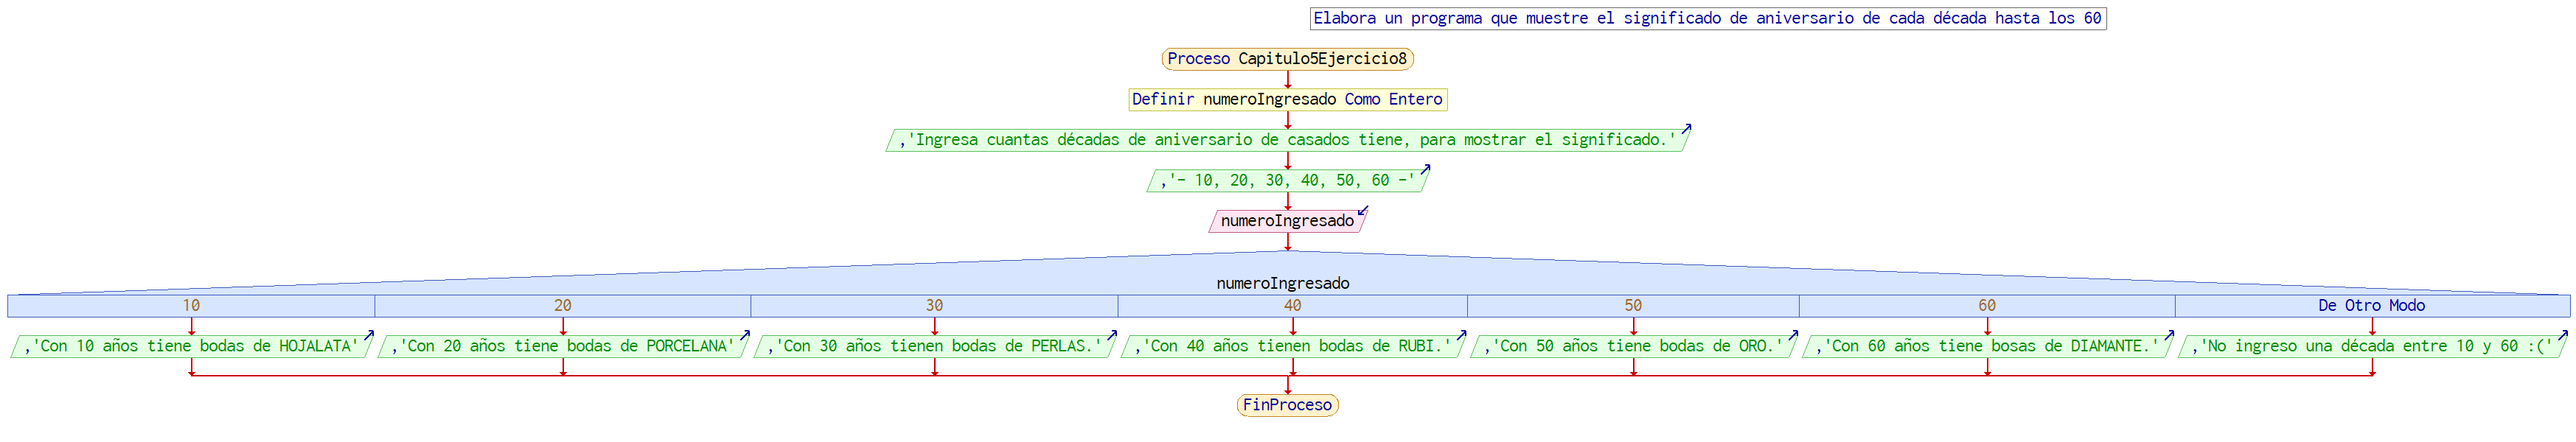 Elabora un programa que muestre el significado de aniversario de cada década hasta los 60
Proceso Capitulo5Ejercicio8
Definir numeroIngresado Como Entero
,'Ingresa cuantas décadas de aniversario de casados tiene, para mostrar el significado.'
,'- 10, 20, 30, 40, 50, 60 -'
numeroIngresado
numeroIngresado
10
20
30
40
50
60
De Otro Modo
,'Con 10 años tiene bodas de HOJALATA'
,'Con 20 años tiene bodas de PORCELANA'
,'Con 30 años tienen bodas de PERLAS.'
,'Con 40 años tienen bodas de RUBI.'
,'Con 50 años tiene bodas de ORO.'
,'Con 60 años tiene bosas de DIAMANTE.'
,'No ingreso una década entre 10 y 60 :('
FinProceso